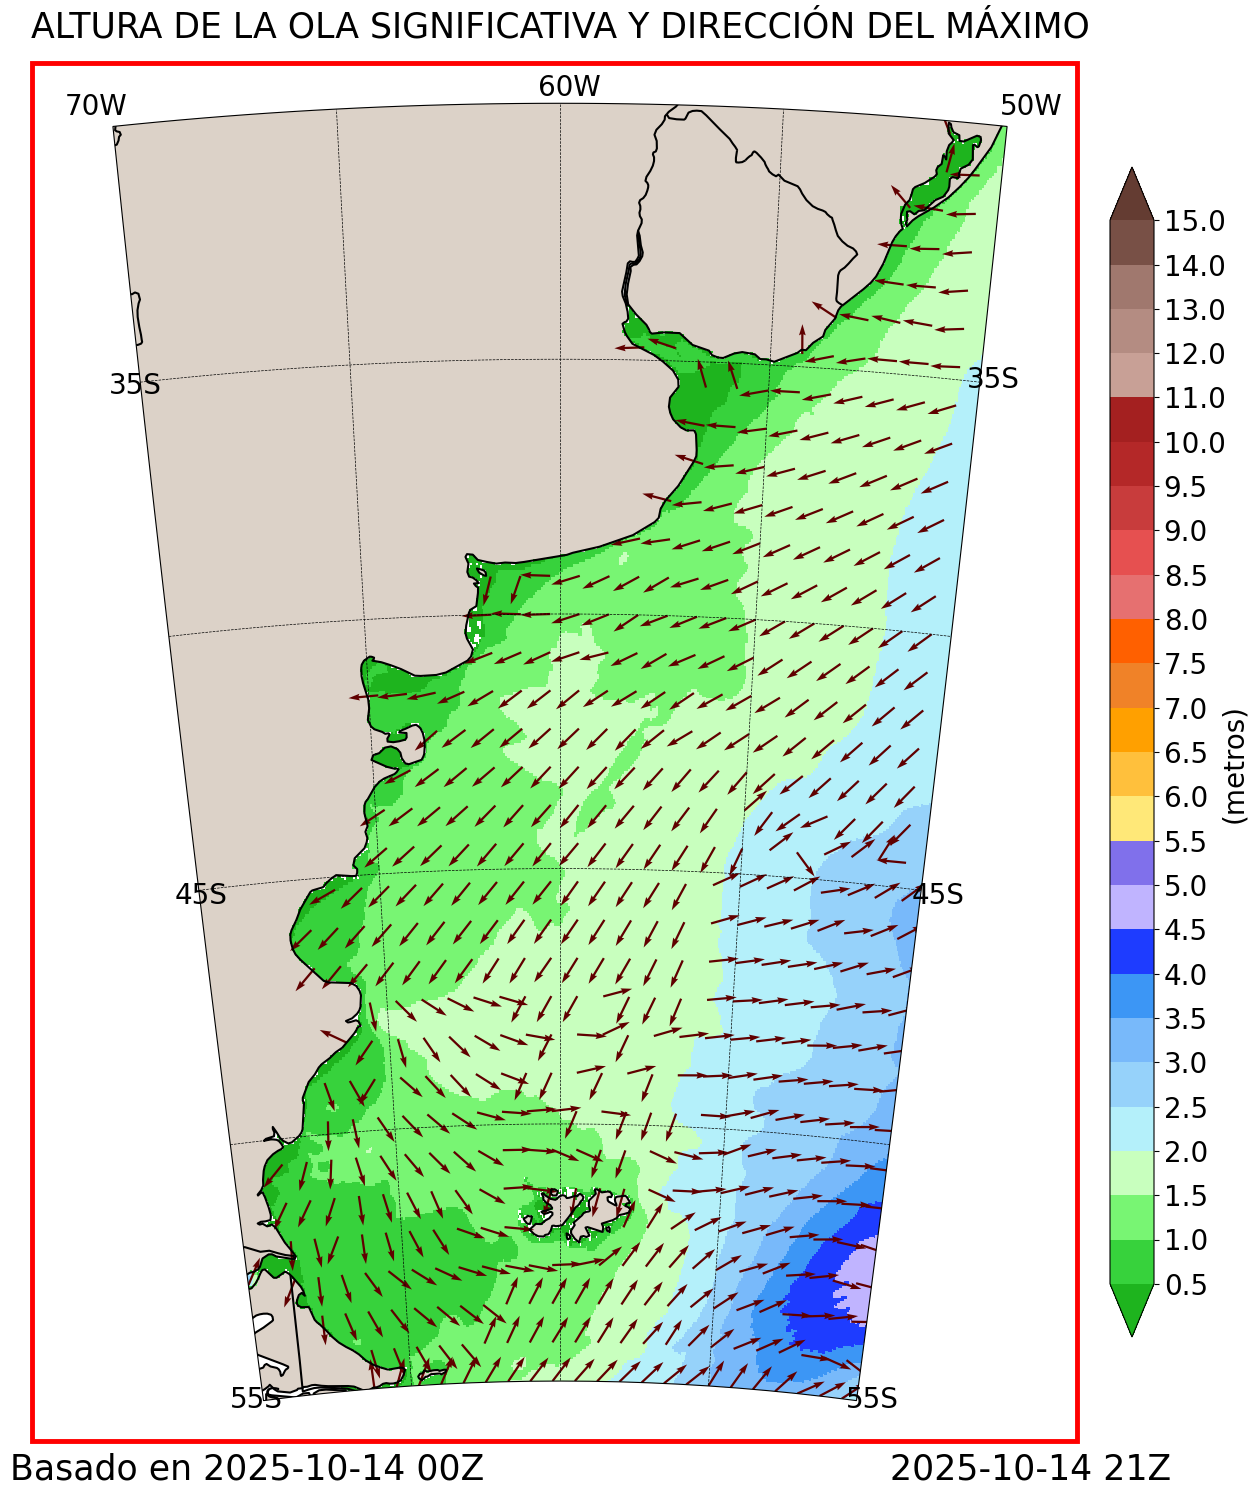 ALTURA DE LA OLA SIGNIFICATIVA Y DIRECCIÓN DEL MÁXIMO
70W
60W
50W
35S
35S
45S
45S
55S
55S
15.0
14.0
13.0
12.0
11.0
10.0
9.5
9.0
8.5
8.0
7.5
7.0
6.5
6.0
5.5
5.0
4.5
4.0
3.5
3.0
2.5
2.0
1.5
1.0
0.5
(metros)
Basado en 2025-10-14 00Z
2025-10-14 21Z